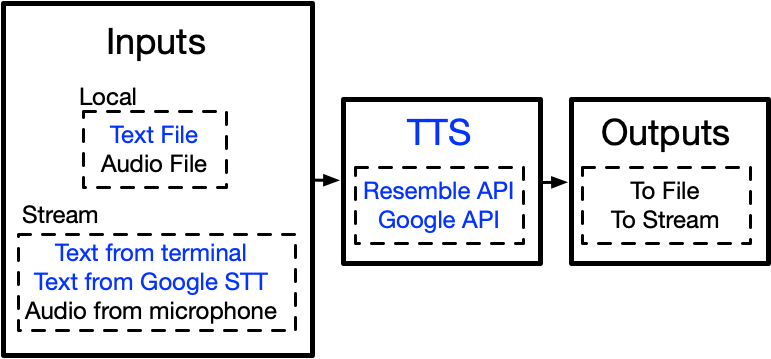 Inputs
Local
Text File
Audio File
Stream
Text from terminal
Text from Google STT
Audio from microphone
TTS
Resemble API
Google API
Outputs
To File
To Stream